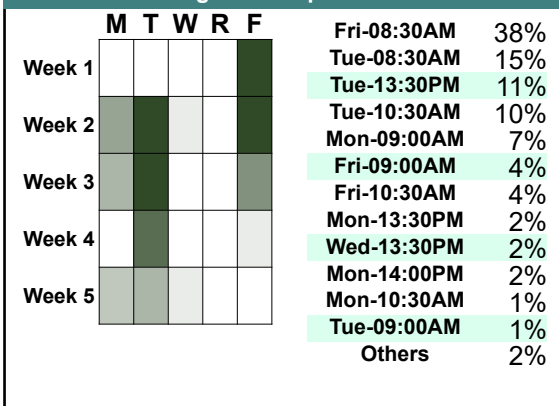 M T W R F
Week 1
Week 2
Week 3
Week 4
Week 5
Fri-08:30AM 38%
Tue-08:30AM 15%
Tue-13:30PM 11%
Tue-10:30AM 10%
Mon-09:00AM 7%
Fri-09:00AM 4%
Fri-10:30AM 4%
Mon-13:30PM 2%
Wed-13:30PM 2%
Mon-14:00PM 2%
Mon-10:30AM 1%
Tue-09:00AM 1%
Others 2%